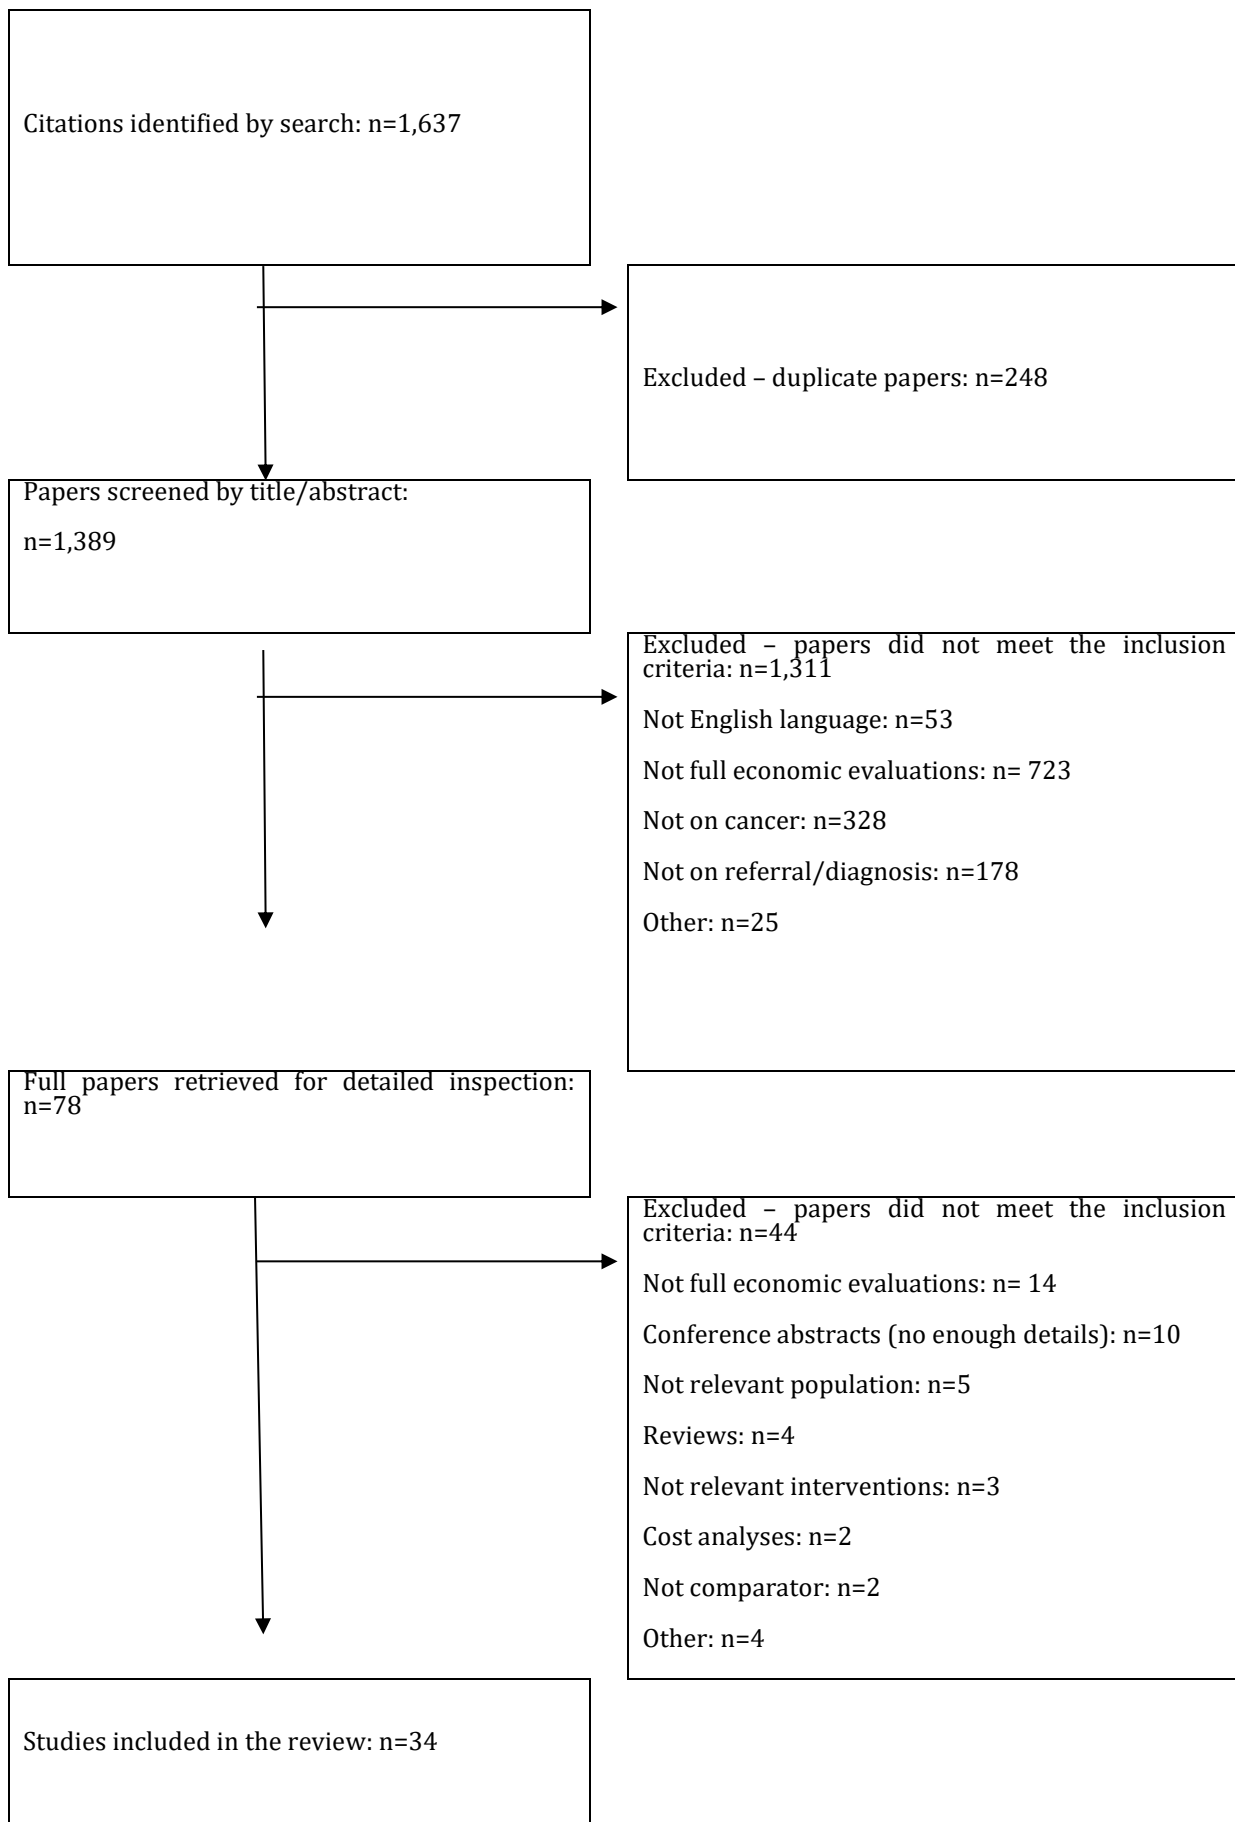 Citations identified by search: n=1,637
Excluded – duplicate papers: n=248
Papers screened by title/abstract:
n=1,389
Excluded – papers did not meet the inclusion
criteria: n=1,311
Not English language: n=53
Not full economic evaluations: n= 723
Not on cancer: n=328
Not on referral/diagnosis: n=178
Other: n=25
Full papers retrieved for detailed inspection:
n=78
Excluded – papers did not meet the inclusion
criteria: n=44
Not full economic evaluations: n= 14
Conference abstracts (no enough details): n=10
Not relevant population: n=5
Reviews: n=4
Not relevant interventions: n=3
Cost analyses: n=2
Not comparator: n=2
Other: n=4
Studies included in the review: n=34